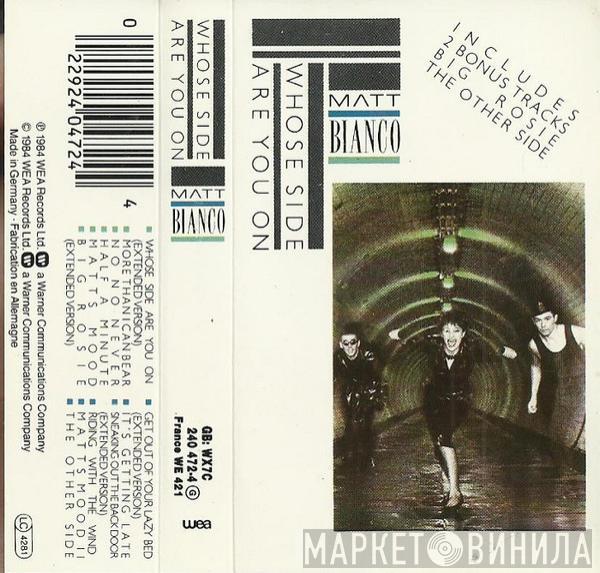 0
22924 04724
4
℗ 1984 WEA Records Ltd. a Warner Communications Company
© 1984 WEA Records Ltd. a Warner Communications Company
Made in Germany · Fabrication en Allemagne
WHOSE SIDE
ARE YOU ON
MATT
BIANCO
WHOSE SIDE ARE YOU ON
(EXTENDED VERSION)
MORE THAN I CAN BEAR
NO NO NEVER
HALF A MINUTE
MATTS MOOD
BIG ROSIE
(EXTENDED VERSION)
GET OUT OF YOUR LAZY BED
(EXTENDED VERSION)
IT'S GETTING LATE
SNEAKING OUT THE BACK DOOR
(EXTENDED VERSION)
RIDING WITH THE WIND
MATTS MOOD II
THE OTHER SIDE
GB: WX7C
240 472-4 G
France WE 421
wea
LC 4281
WHOSE SIDE
ARE YOU ON
MATT
BIANCO
INCLUDES
2 BONUS TRACKS
BIG ROSIE
THE OTHER SIDE
МАРКЕТ ВИНИЛА